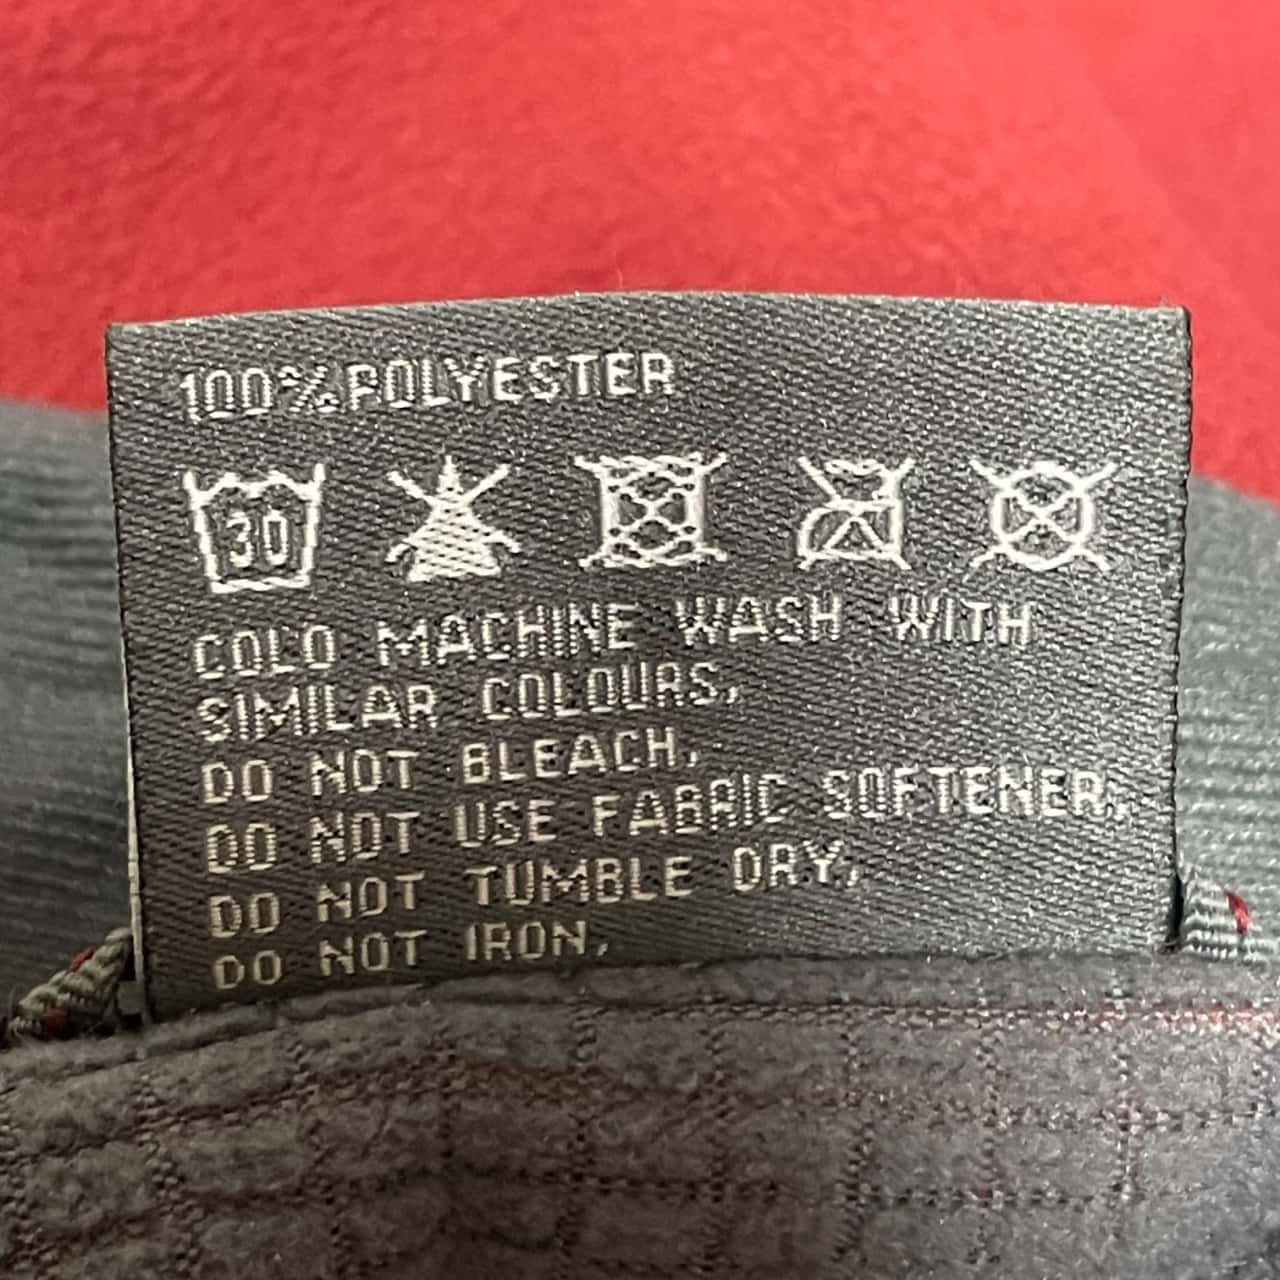 100% POLYESTER
30
COLD MACHINE WASH WITH
SIMILAR COLOURS,
DO NOT BLEACH,
DO NOT USE FABRIC SOFTENER,
DO NOT TUMBLE DRY,
DO NOT IRON,